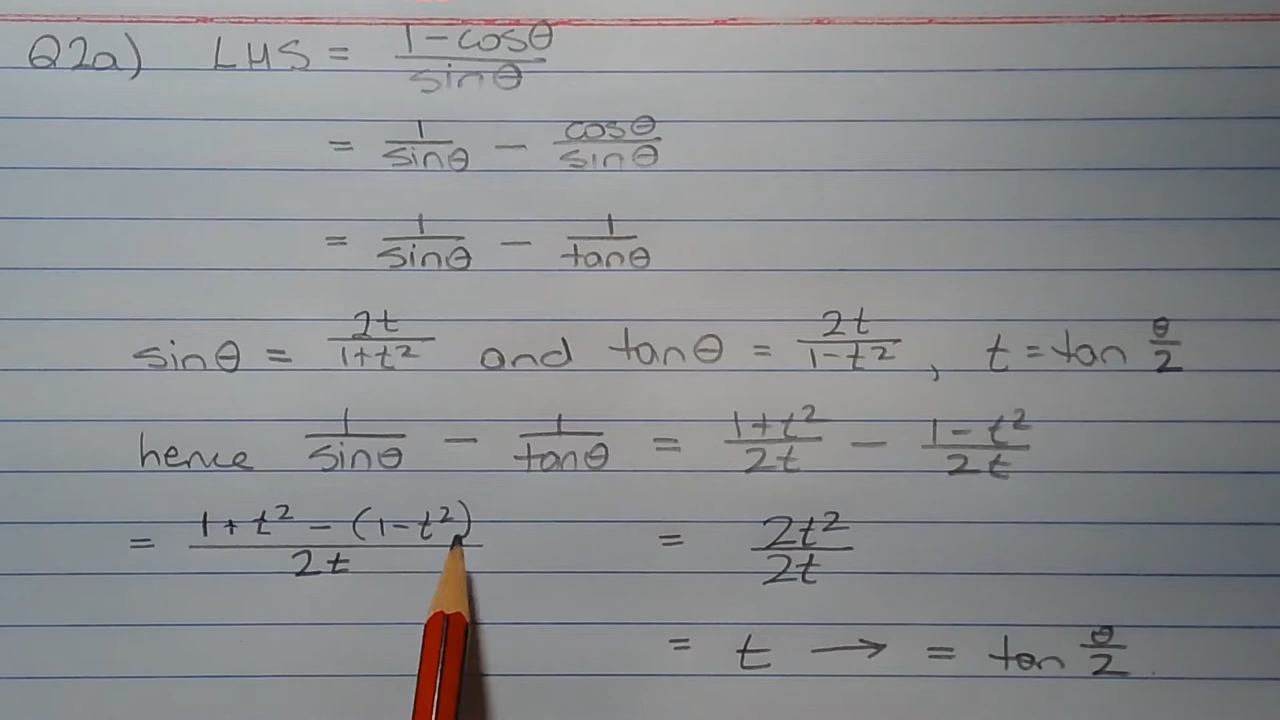 Q2a) LHS = (1-cosθ)/(sinθ)
= 1/(sinθ) - (cosθ)/(sinθ)
= 1/(sinθ) - 1/(tanθ)
sinθ = (2t)/(1+t²) and tanθ = (2t)/(1-t²), t = tan θ/2
hence 1/(sinθ) - 1/(tanθ) = (1+t²)/(2t) - (1-t²)/(2t)
= (1+t² - (1-t²))/(2t) = (2t²)/(2t)
= t → = tan θ/2